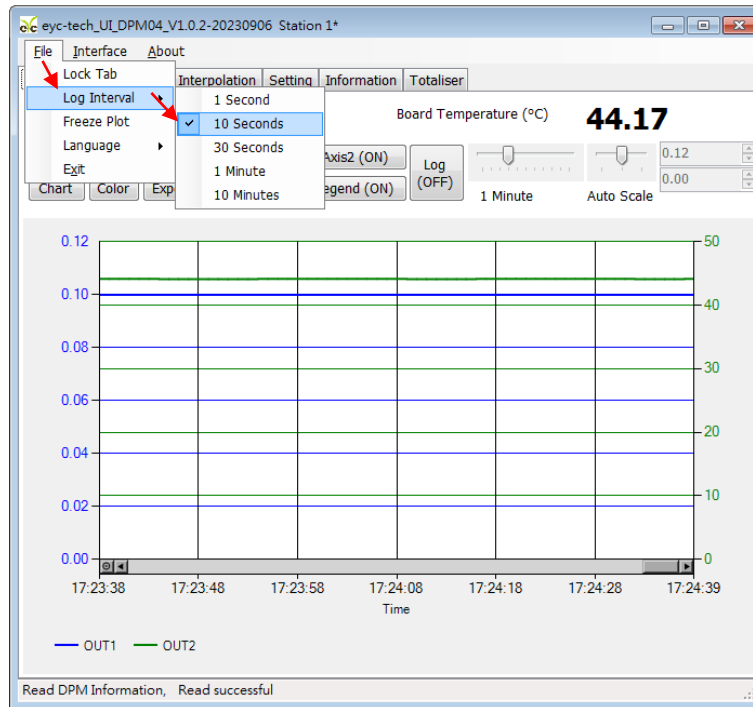 eyc-tech_UI_DPM04_V1.0.2-20230906 Station 1*
File Interface About
Lock Tab
Log Interval
Freeze Plot
Language
Exit
1 Second
10 Seconds
30 Seconds
1 Minute
10 Minutes
Interpolation Setting Information Totaliser
Board Temperature (°C) 44.17
Axis2 (ON)
Legend (ON)
Log
(OFF)
1 Minute
Auto Scale
0.12
0.00
Chart Color
0.12
0.10
0.08
0.06
0.04
0.02
0.00
50
40
30
20
10
0
17:23:38 17:23:48 17:23:58 17:24:08 17:24:18 17:24:28 17:24:39
Time
OUT1 OUT2
Read DPM Information, Read successful